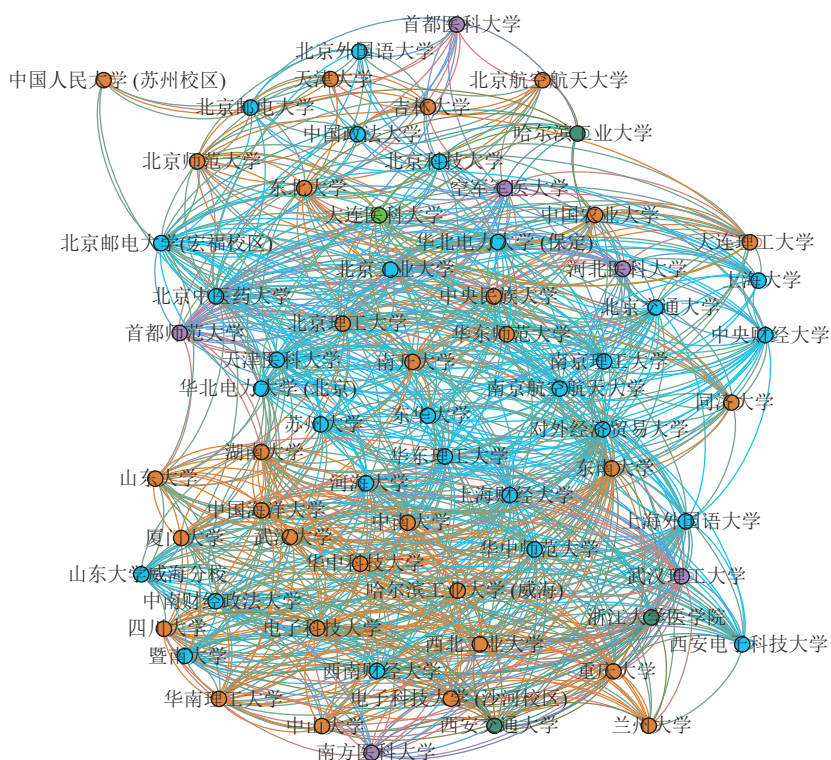 首都医科大学
北京外国语大学
中国人民大学 (苏州校区)
天津大学
北京航空航天大学
北京邮电大学
吉林大学
中国政法大学
哈尔滨工业大学
北京师范大学
北京科技大学
东北大学
空军军医大学
大连医科大学
中国农业大学
北京邮电大学(宏福校区)
华北电力大学 (保定)
大连理工大学
北京工业大学
河北医科大学
上海大学
北京中医药大学
中央民族大学
北京交通大学
首都师范大学
北京理工大学
华东师范大学
中央财经大学
天津医科大学
南开大学
南京理工大学
华北电力大学 (北京)
南京航空航天大学
同济大学
苏州大学
东华大学
对外经济贸易大学
湖南大学
华东理工大学
东南大学
山东大学
河海大学
上海财经大学
中国海洋大学
中南大学
上海外国语大学
厦门大学
武汉大学
华中师范大学
山东大学威海分校
华中科技大学
武汉理工大学
中南财经政法大学
哈尔滨工业大学 (威海)
浙江大学医学院
四川大学
电子科技大学
西北工业大学
西安电子科技大学
暨南大学
西南财经大学
重庆大学
华南理工大学
电子科技大学 (沙河校区)
中山大学
西安交通大学
兰州大学
南方医科大学